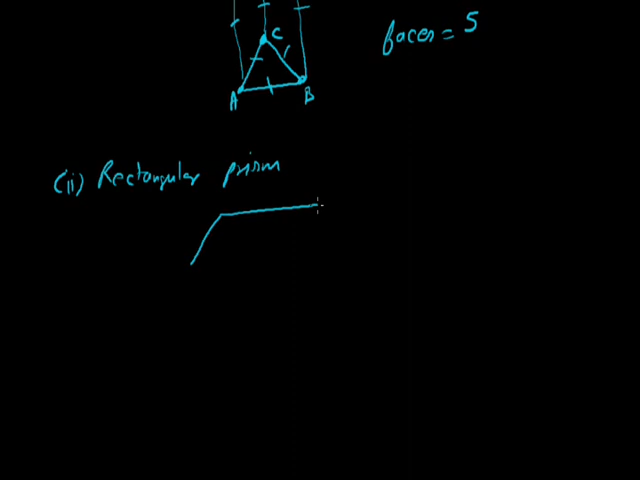 faces = 5
C
A
B
(ii) Rectangular prism